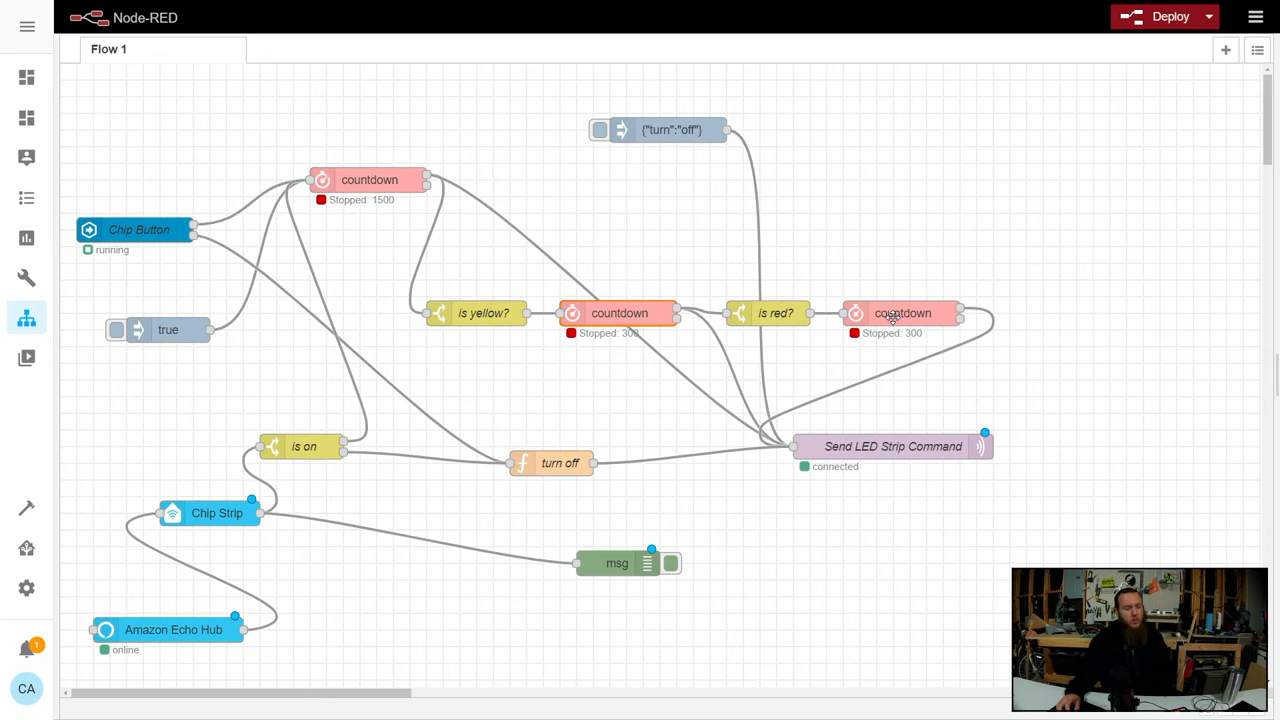 Node-RED
Deploy
Flow 1
{"turn":"off"}
countdown
Stopped: 1500
Chip Button
running
is yellow?
countdown
Stopped: 300
is red?
countdown
Stopped: 300
true
is on
turn off
Send LED Strip Command
connected
Chip Strip
msg
Amazon Echo Hub
online
1
CA